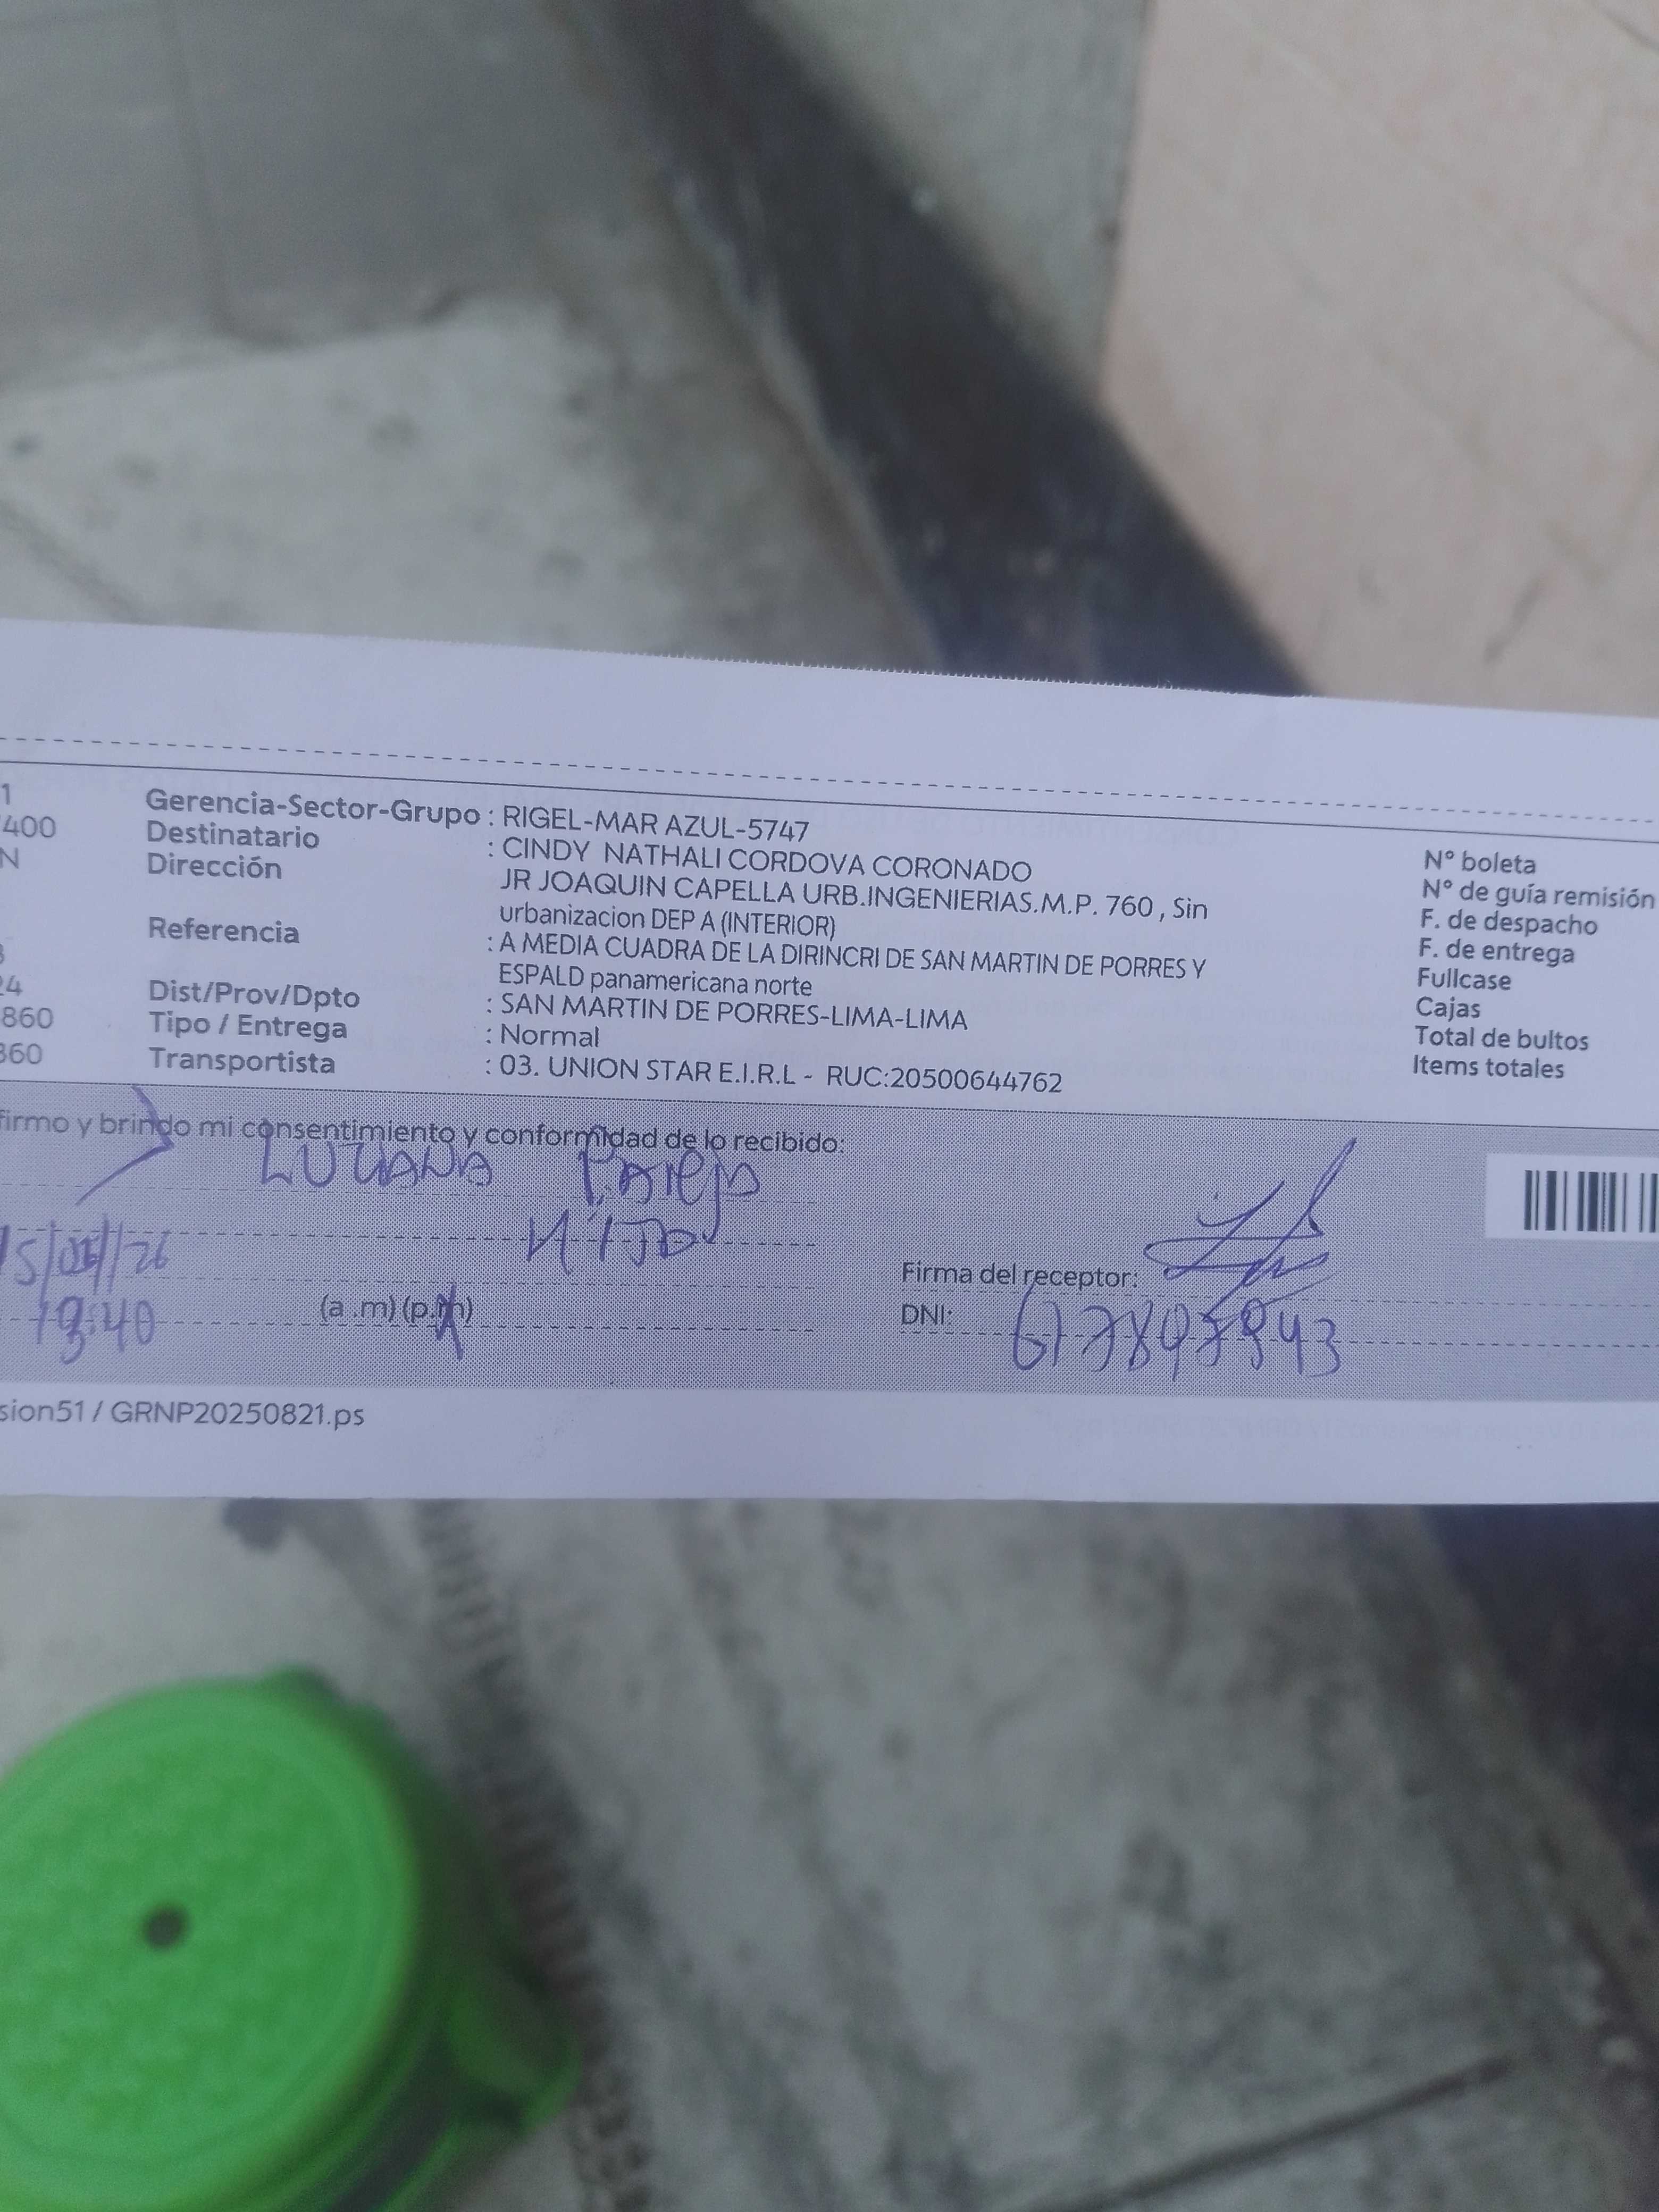 1
400
N
24
860
360
Gerencia-Sector-Grupo : RIGEL-MAR AZUL-5747
Destinatario : CINDY NATHALI CORDOVA CORONADO
Dirección JR JOAQUIN CAPELLA URB.INGENIERIAS.M.P. 760 , Sin
urbanizacion DEP A (INTERIOR)
Referencia : A MEDIA CUADRA DE LA DIRINCRI DE SAN MARTIN DE PORRES Y
ESPALD panamericana norte
Dist/Prov/Dpto : SAN MARTIN DE PORRES-LIMA-LIMA
Tipo / Entrega : Normal
Transportista : 03. UNION STAR E.I.R.L - RUC:20500644762
N° boleta
N° de guía remisión
F. de despacho
F. de entrega
Fullcase
Cajas
Total de bultos
Items totales
firmo y brindo mi consentimiento y conformidad de lo recibido:
(a .m) (p.m)
Firma del receptor:
DNI:
sion51 / GRNP20250821.ps